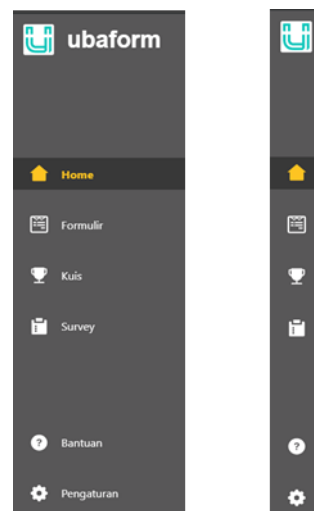 ubaform
Home
Formulir
Kuis
Survey
Bantuan
Pengaturan